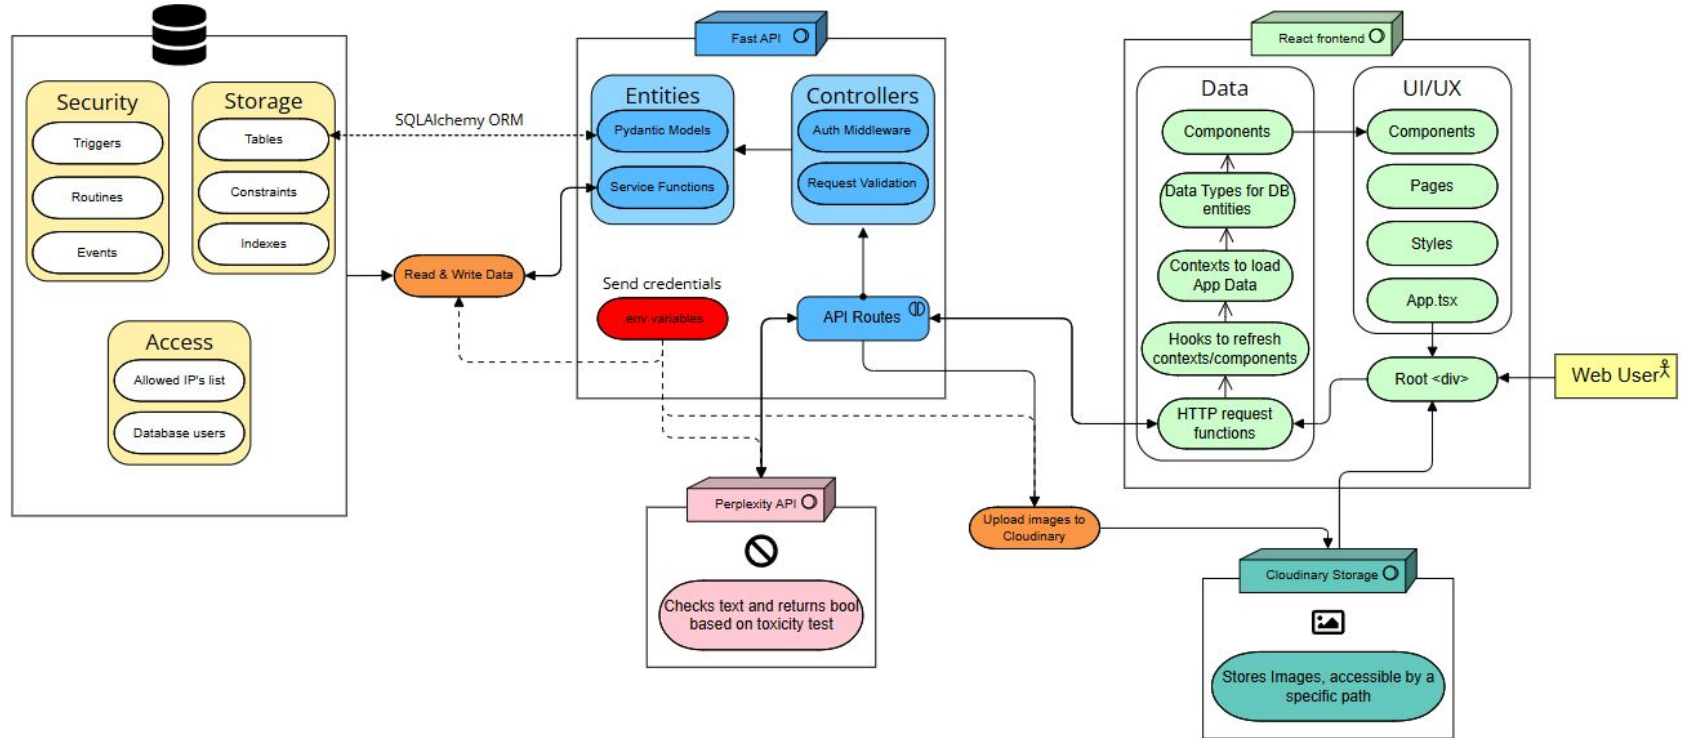 Security
Triggers
Routines
Events
Storage
Tables
Constraints
Indexes
Access
Allowed IP's list
Database users
SQLAlchemy ORM
Read & Write Data
Fast API
Entities
Pydantic Models
Service Functions
Controllers
Auth Middleware
Request Validation
Send credentials
.env variables
API Routes
Perplexity API
Checks text and returns bool
based on toxicity test
Upload images to
Cloudinary
React frontend
Data
Components
Data Types for DB
entities
Contexts to load
App Data
Hooks to refresh
contexts/components
HTTP request
functions
UI/UX
Components
Pages
Styles
App.tsx
Root <div>
Web User
Cloudinary Storage
Stores Images, accessible by a
specific path